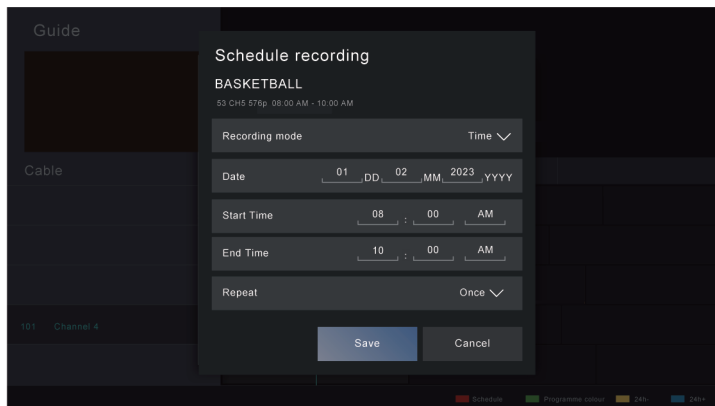 Guide
Schedule recording
BASKETBALL
53 CH5 576p 08:00 AM - 10:00 AM
Recording mode Time
Cable
Date 01 DD 02 MM 2023 YYYY
Start Time 08 : 00 AM
End Time 10 : 00 AM
Repeat Once
101 Channel 4
Save Cancel
Schedule Programme colour 24h- 24h+